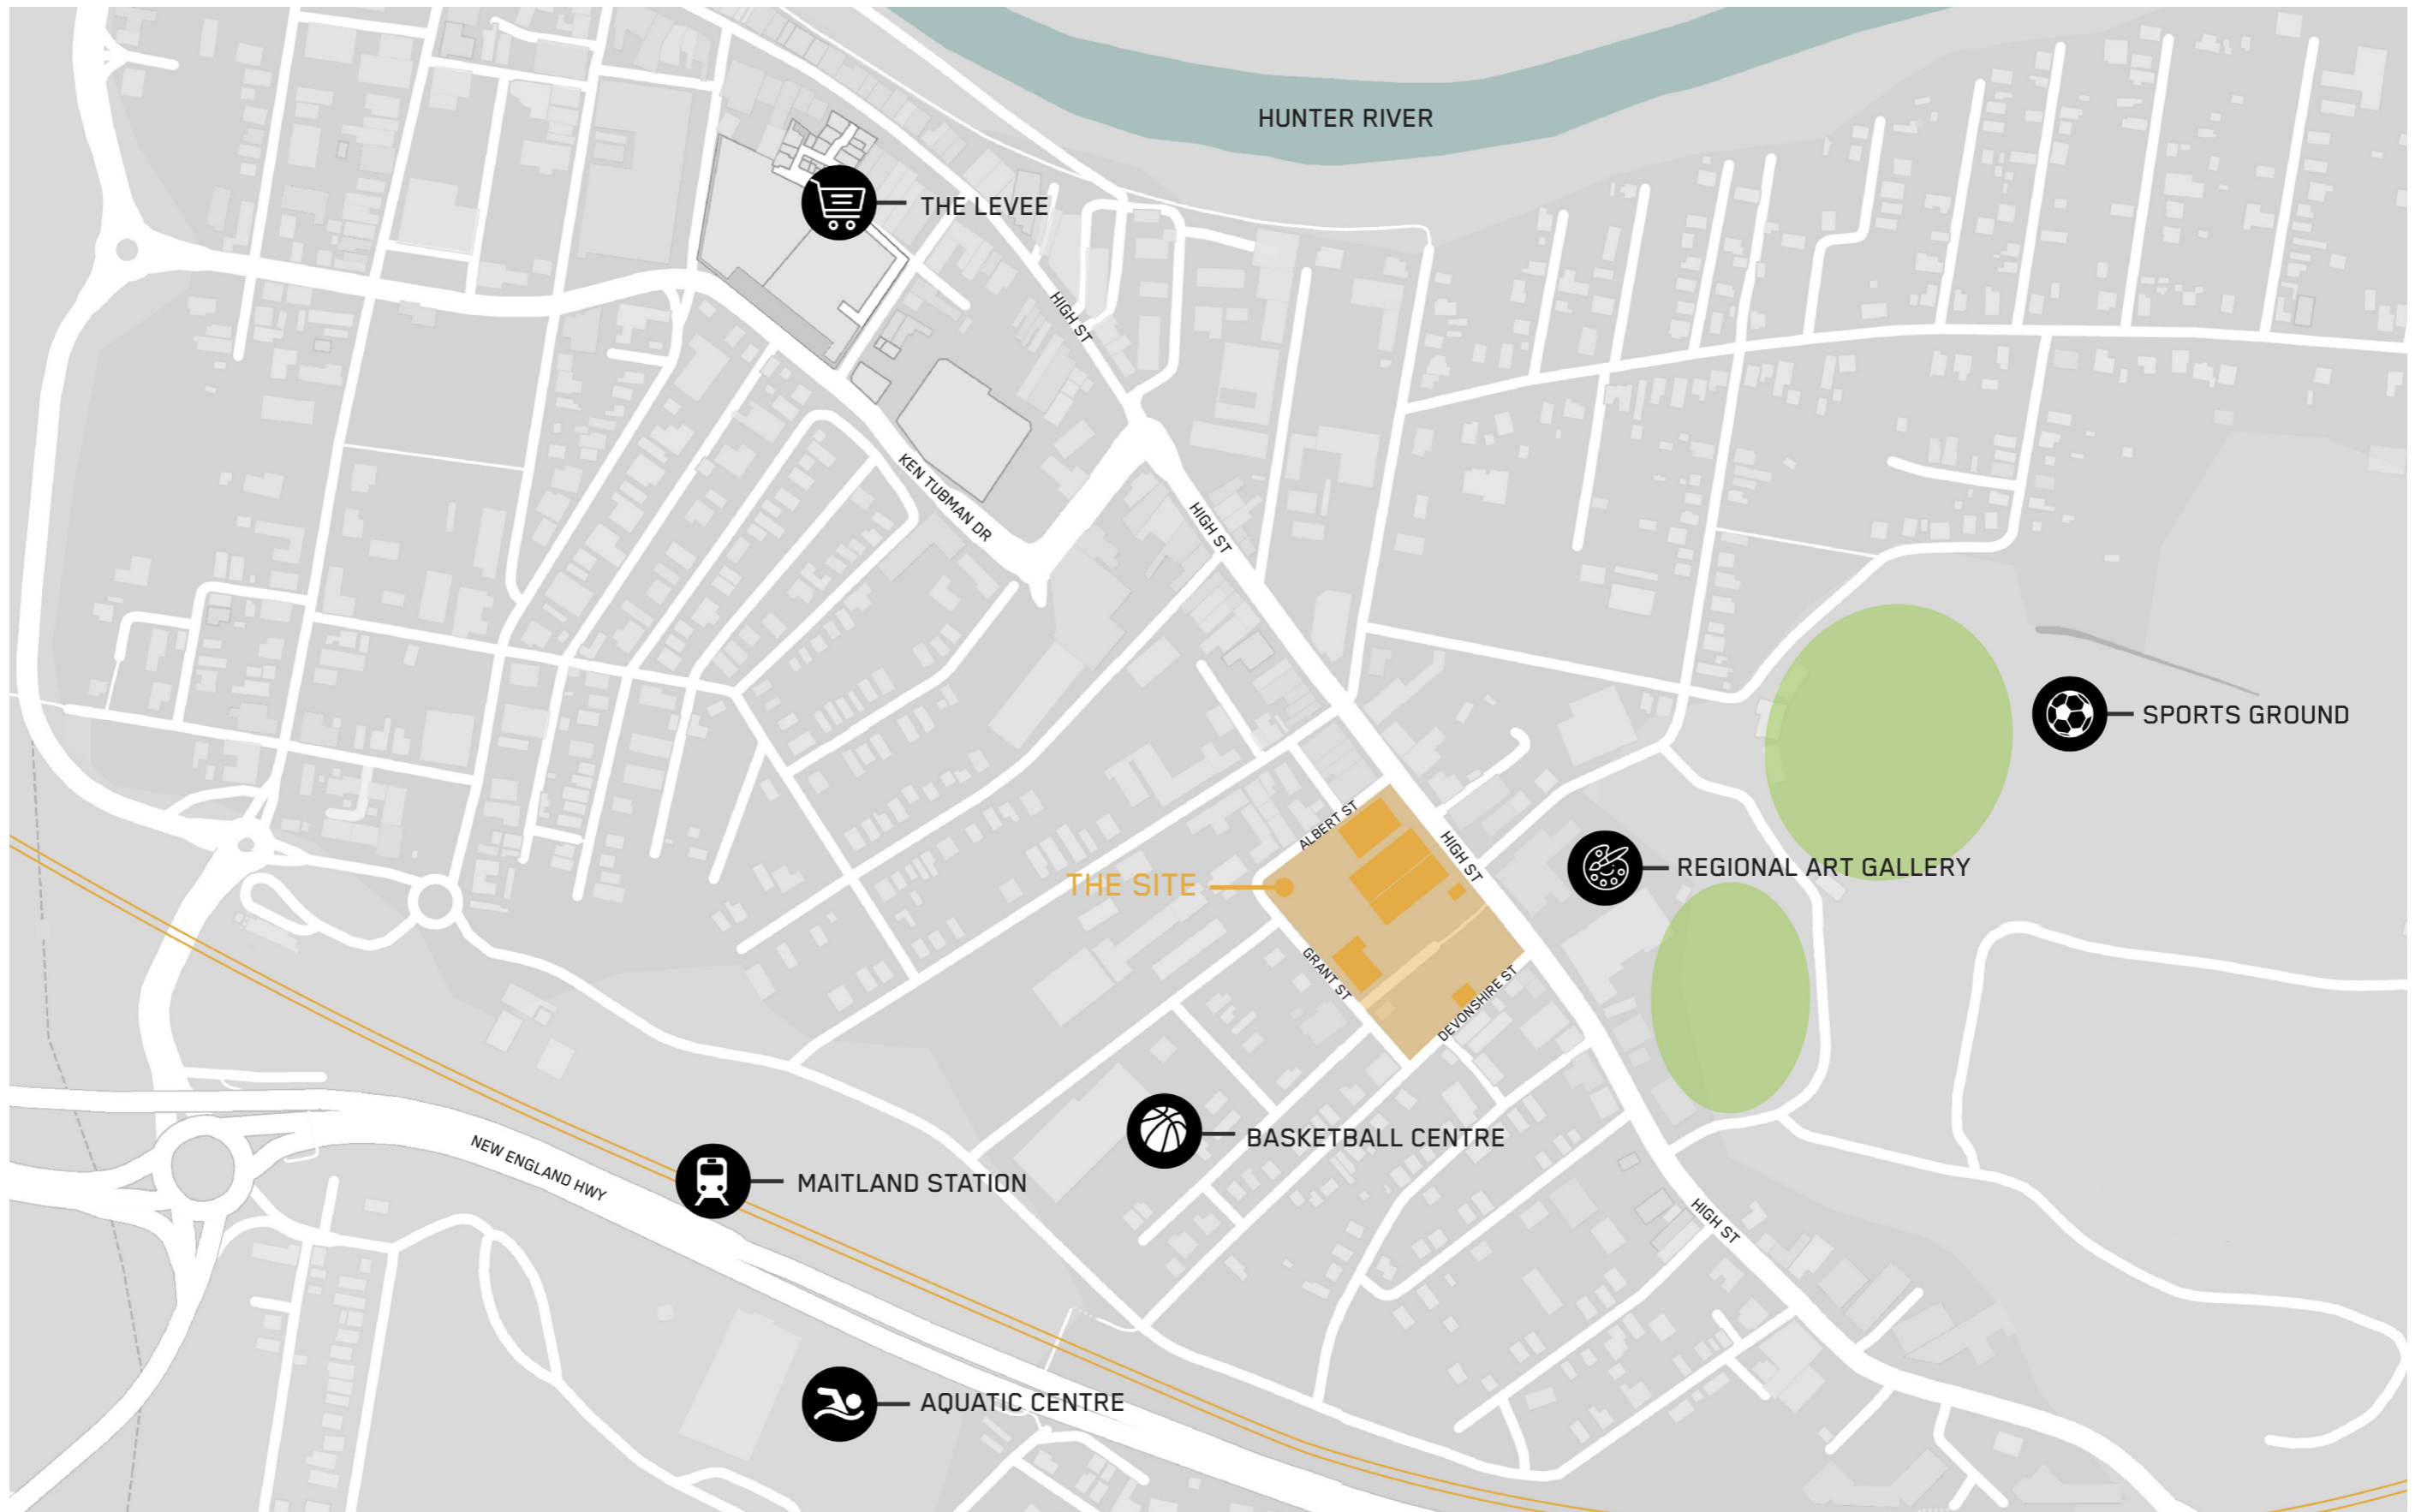 HUNTER RIVER
THE LEVEE
HIGH ST
KEN TUBMAN DR
HIGH ST
SPORTS GROUND
ALBERT ST
HIGH ST
THE SITE
REGIONAL ART GALLERY
GRANT ST
DEVONSHIRE ST
BASKETBALL CENTRE
NEW ENGLAND HWY
MAITLAND STATION
HIGH ST
AQUATIC CENTRE